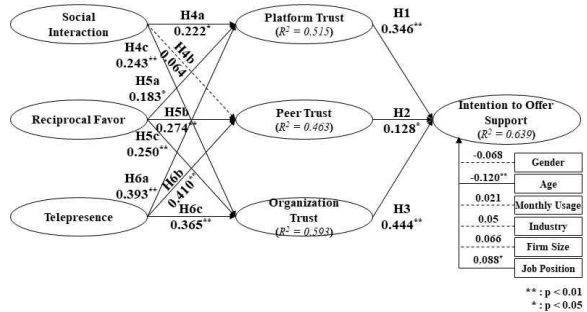 Social
Interaction
H4a
0.222*
Platform Trust
(R² = 0.515)
H1
0.346**
H4c
0.243**
H4b
0.064
H5a
0.183*
Reciprocal Favor
H5b
0.274**
Peer Trust
(R² = 0.463)
H2
0.128*
Intention to Offer
Support
(R² = 0.639)
H5c
0.250**
H6a
0.393**
H6b
0.410**
Telepresence
H6c
0.365**
Organization
Trust
(R² = 0.593)
H3
0.444**
-0.068 Gender
-0.120** Age
0.021 Monthly Usage
0.05 Industry
0.066 Firm Size
0.088* Job Position
** : p < 0.01
* : p < 0.05